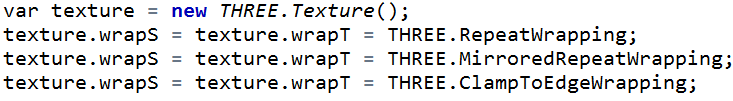 var texture = new THREE.Texture();
texture.wrapS = texture.wrapT = THREE.RepeatWrapping;
texture.wrapS = texture.wrapT = THREE.MirroredRepeatWrapping;
texture.wrapS = texture.wrapT = THREE.ClampToEdgeWrapping;